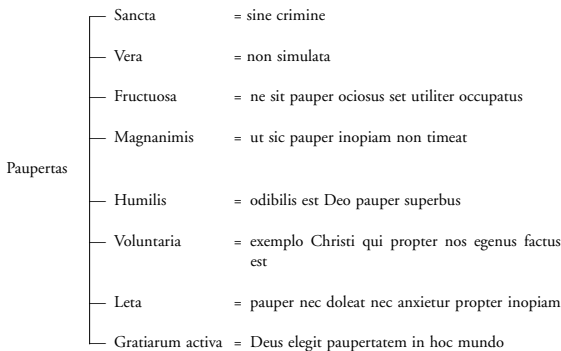 Sancta = sine crimine
Vera = non simulata
Fructuosa = ne sit pauper ociosus set utiliter occupatus
Magnanimis = ut sic pauper inopiam non timeat
Paupertas
Humilis = odibilis est Deo pauper superbus
Voluntaria = exemplo Christi qui propter nos egenus factus
est
Leta = pauper nec doleat nec anxietur propter inopiam
Gratiarum activa = Deus elegit paupertatem in hoc mundo